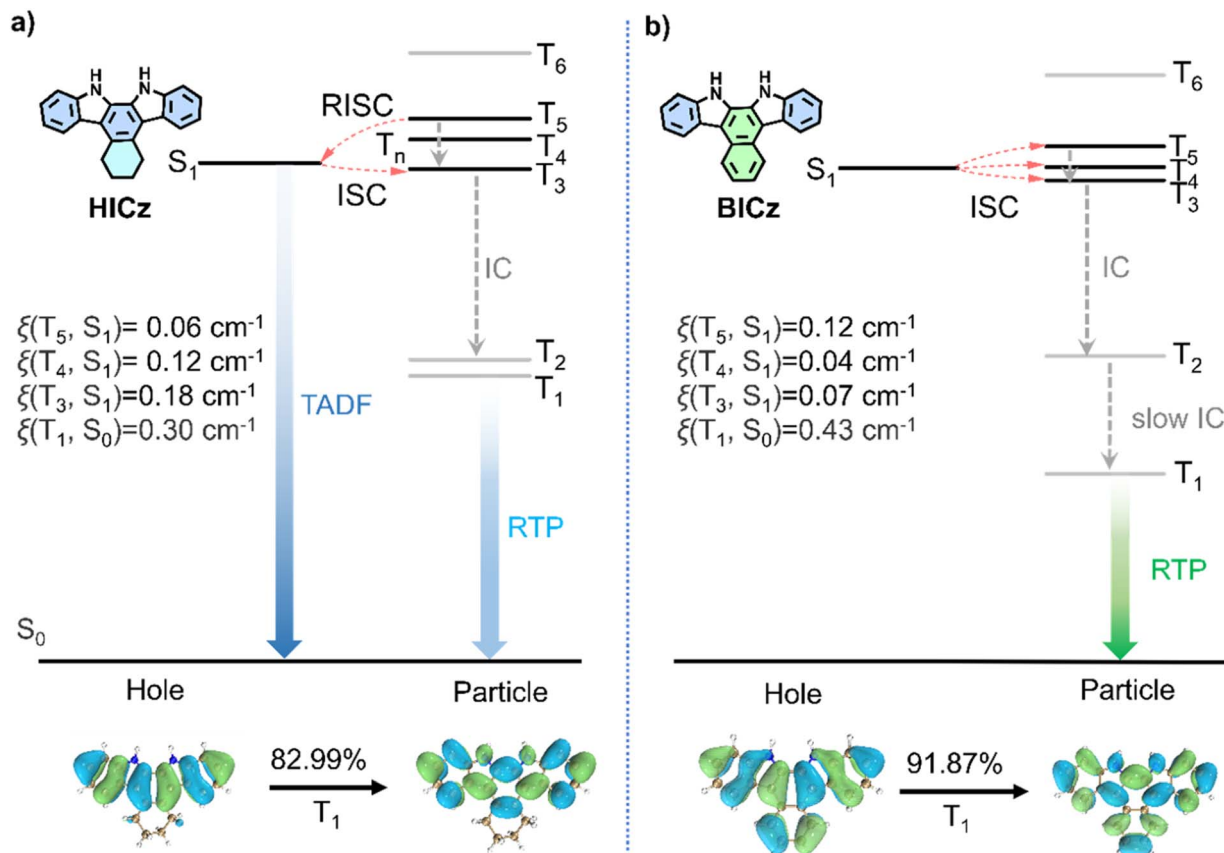 a)
H H
N N
HICz
T6
T5
T4
T3
RISC
Tn
S1
ISC
IC
ξ(T5, S1)= 0.06 cm-1
ξ(T4, S1)= 0.12 cm-1
ξ(T3, S1)=0.18 cm-1
ξ(T1, S0)=0.30 cm-1
T2
T1
TADF
RTP
S0
Hole
Particle
82.99%
T1
b)
H H
N N
BICz
T6
T5
T4
T3
S1
ISC
IC
ξ(T5, S1)=0.12 cm-1
ξ(T4, S1)=0.04 cm-1
ξ(T3, S1)=0.07 cm-1
ξ(T1, S0)=0.43 cm-1
T2
slow IC
T1
RTP
Hole
Particle
91.87%
T1